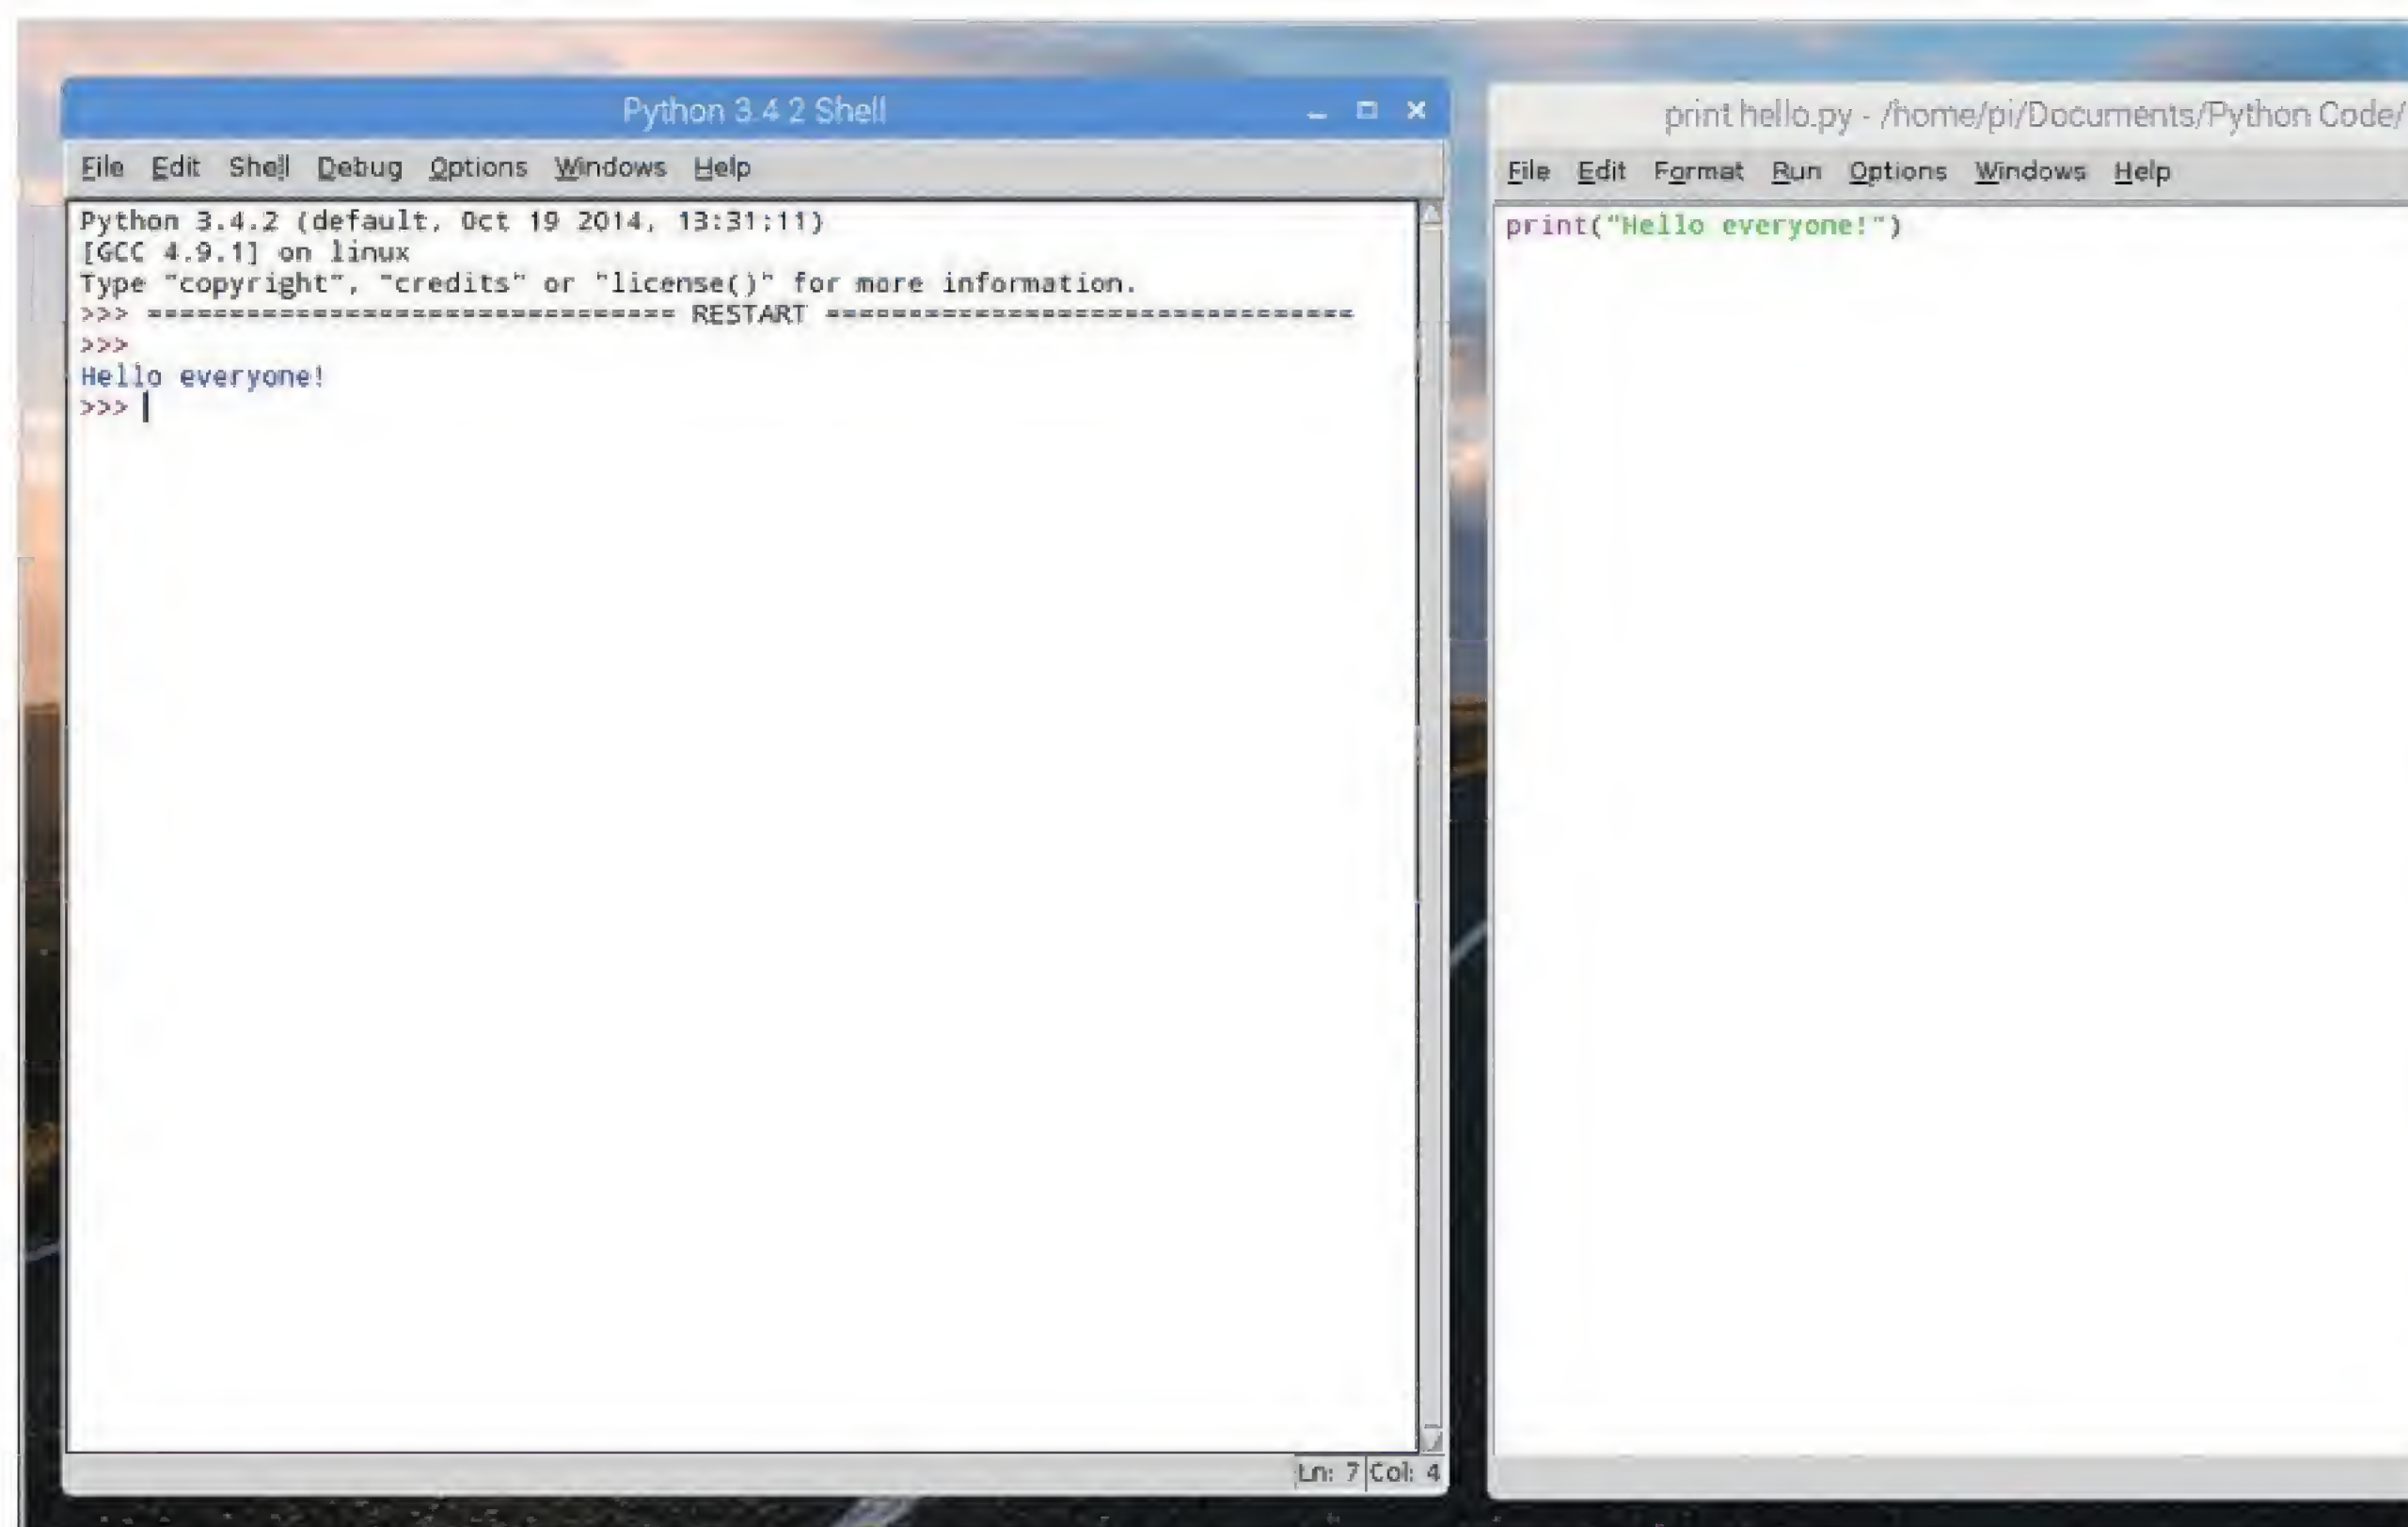 Python 3.4.2 Shell
File Edit Shell Debug Options Windows Help
Python 3.4.2 (default, Oct 19 2014, 13:31:11)
[GCC 4.9.1] on linux
Type "copyright", "credits" or "license()" for more information.
>>> ================================ RESTART ================================
>>>
Hello everyone!
>>>
Ln: 7 Col: 4
print hello.py - /home/pi/Documents/Python Code/
File Edit Format Run Options Windows Help
print("Hello everyone!")